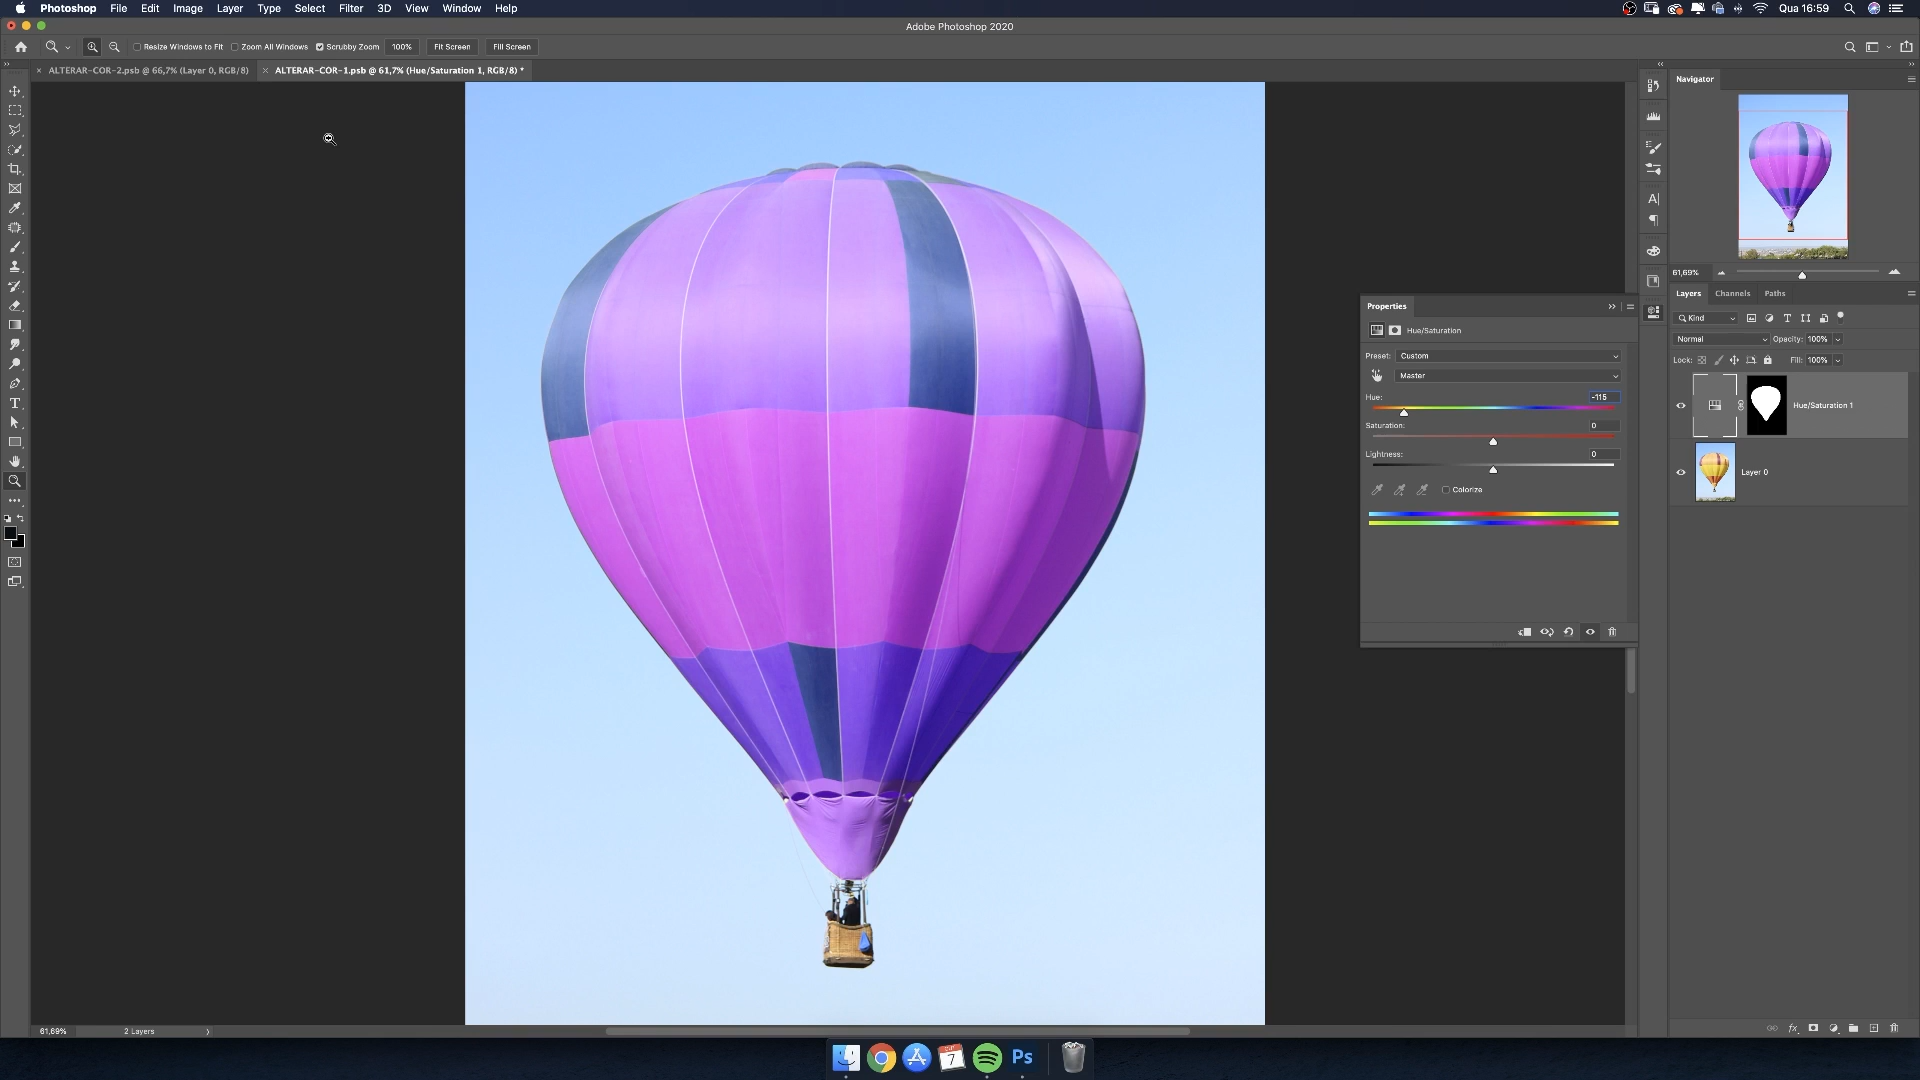 Photoshop File Edit Image Layer Type Select Filter 3D View Window Help Qua 16:59
Adobe Photoshop 2020
Resize Windows to Fit Zoom All Windows Scrubby Zoom 100% Fit Screen Fill Screen
ALTERAR-COR-2.psb @ 66,7% (Layer 0, RGB/8) ALTERAR-COR-1.psb @ 61,7% (Hue/Saturation 1, RGB/8) *
Navigator
61,69%
Layers Channels Paths
Kind
Normal Opacity: 100%
Lock: Fill: 100%
Hue/Saturation 1
Layer 0
Properties
Hue/Saturation
Preset: Custom
Master
Hue: -115
Saturation: 0
Lightness: 0
Colorize
61,69% 2 Layers
7
Ps